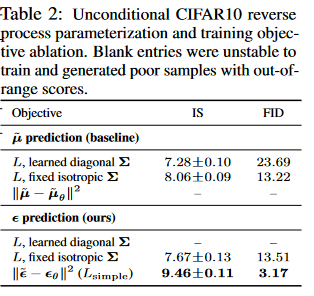 Table 2: Unconditional CIFAR10 reverse
process parameterization and training objec-
tive ablation. Blank entries were unstable to
train and generated poor samples with out-of-
range scores.
Objective IS FID
μ̃ prediction (baseline)
L, learned diagonal Σ 7.28±0.10 23.69
L, fixed isotropic Σ 8.06±0.09 13.22
‖μ̃ − μ̃θ‖² – –
ϵ prediction (ours)
L, learned diagonal Σ – –
L, fixed isotropic Σ 7.67±0.13 13.51
‖ϵ̃ − ϵθ‖² (Lsimple) 9.46±0.11 3.17